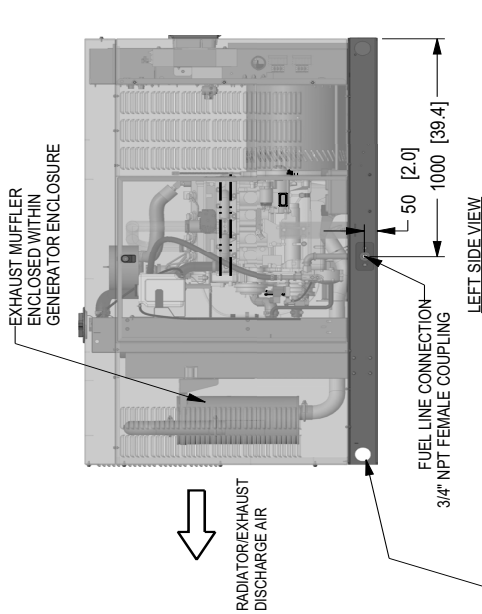 EXHAUST MUFFLER
ENCLOSED WITHIN
GENERATOR ENCLOSURE
RADIATOR/EXHAUST
DISCHARGE AIR
50 [2.0]
1000 [39.4]
FUEL LINE CONNECTION
3/4" NPT FEMALE COUPLING
LEFT SIDE VIEW